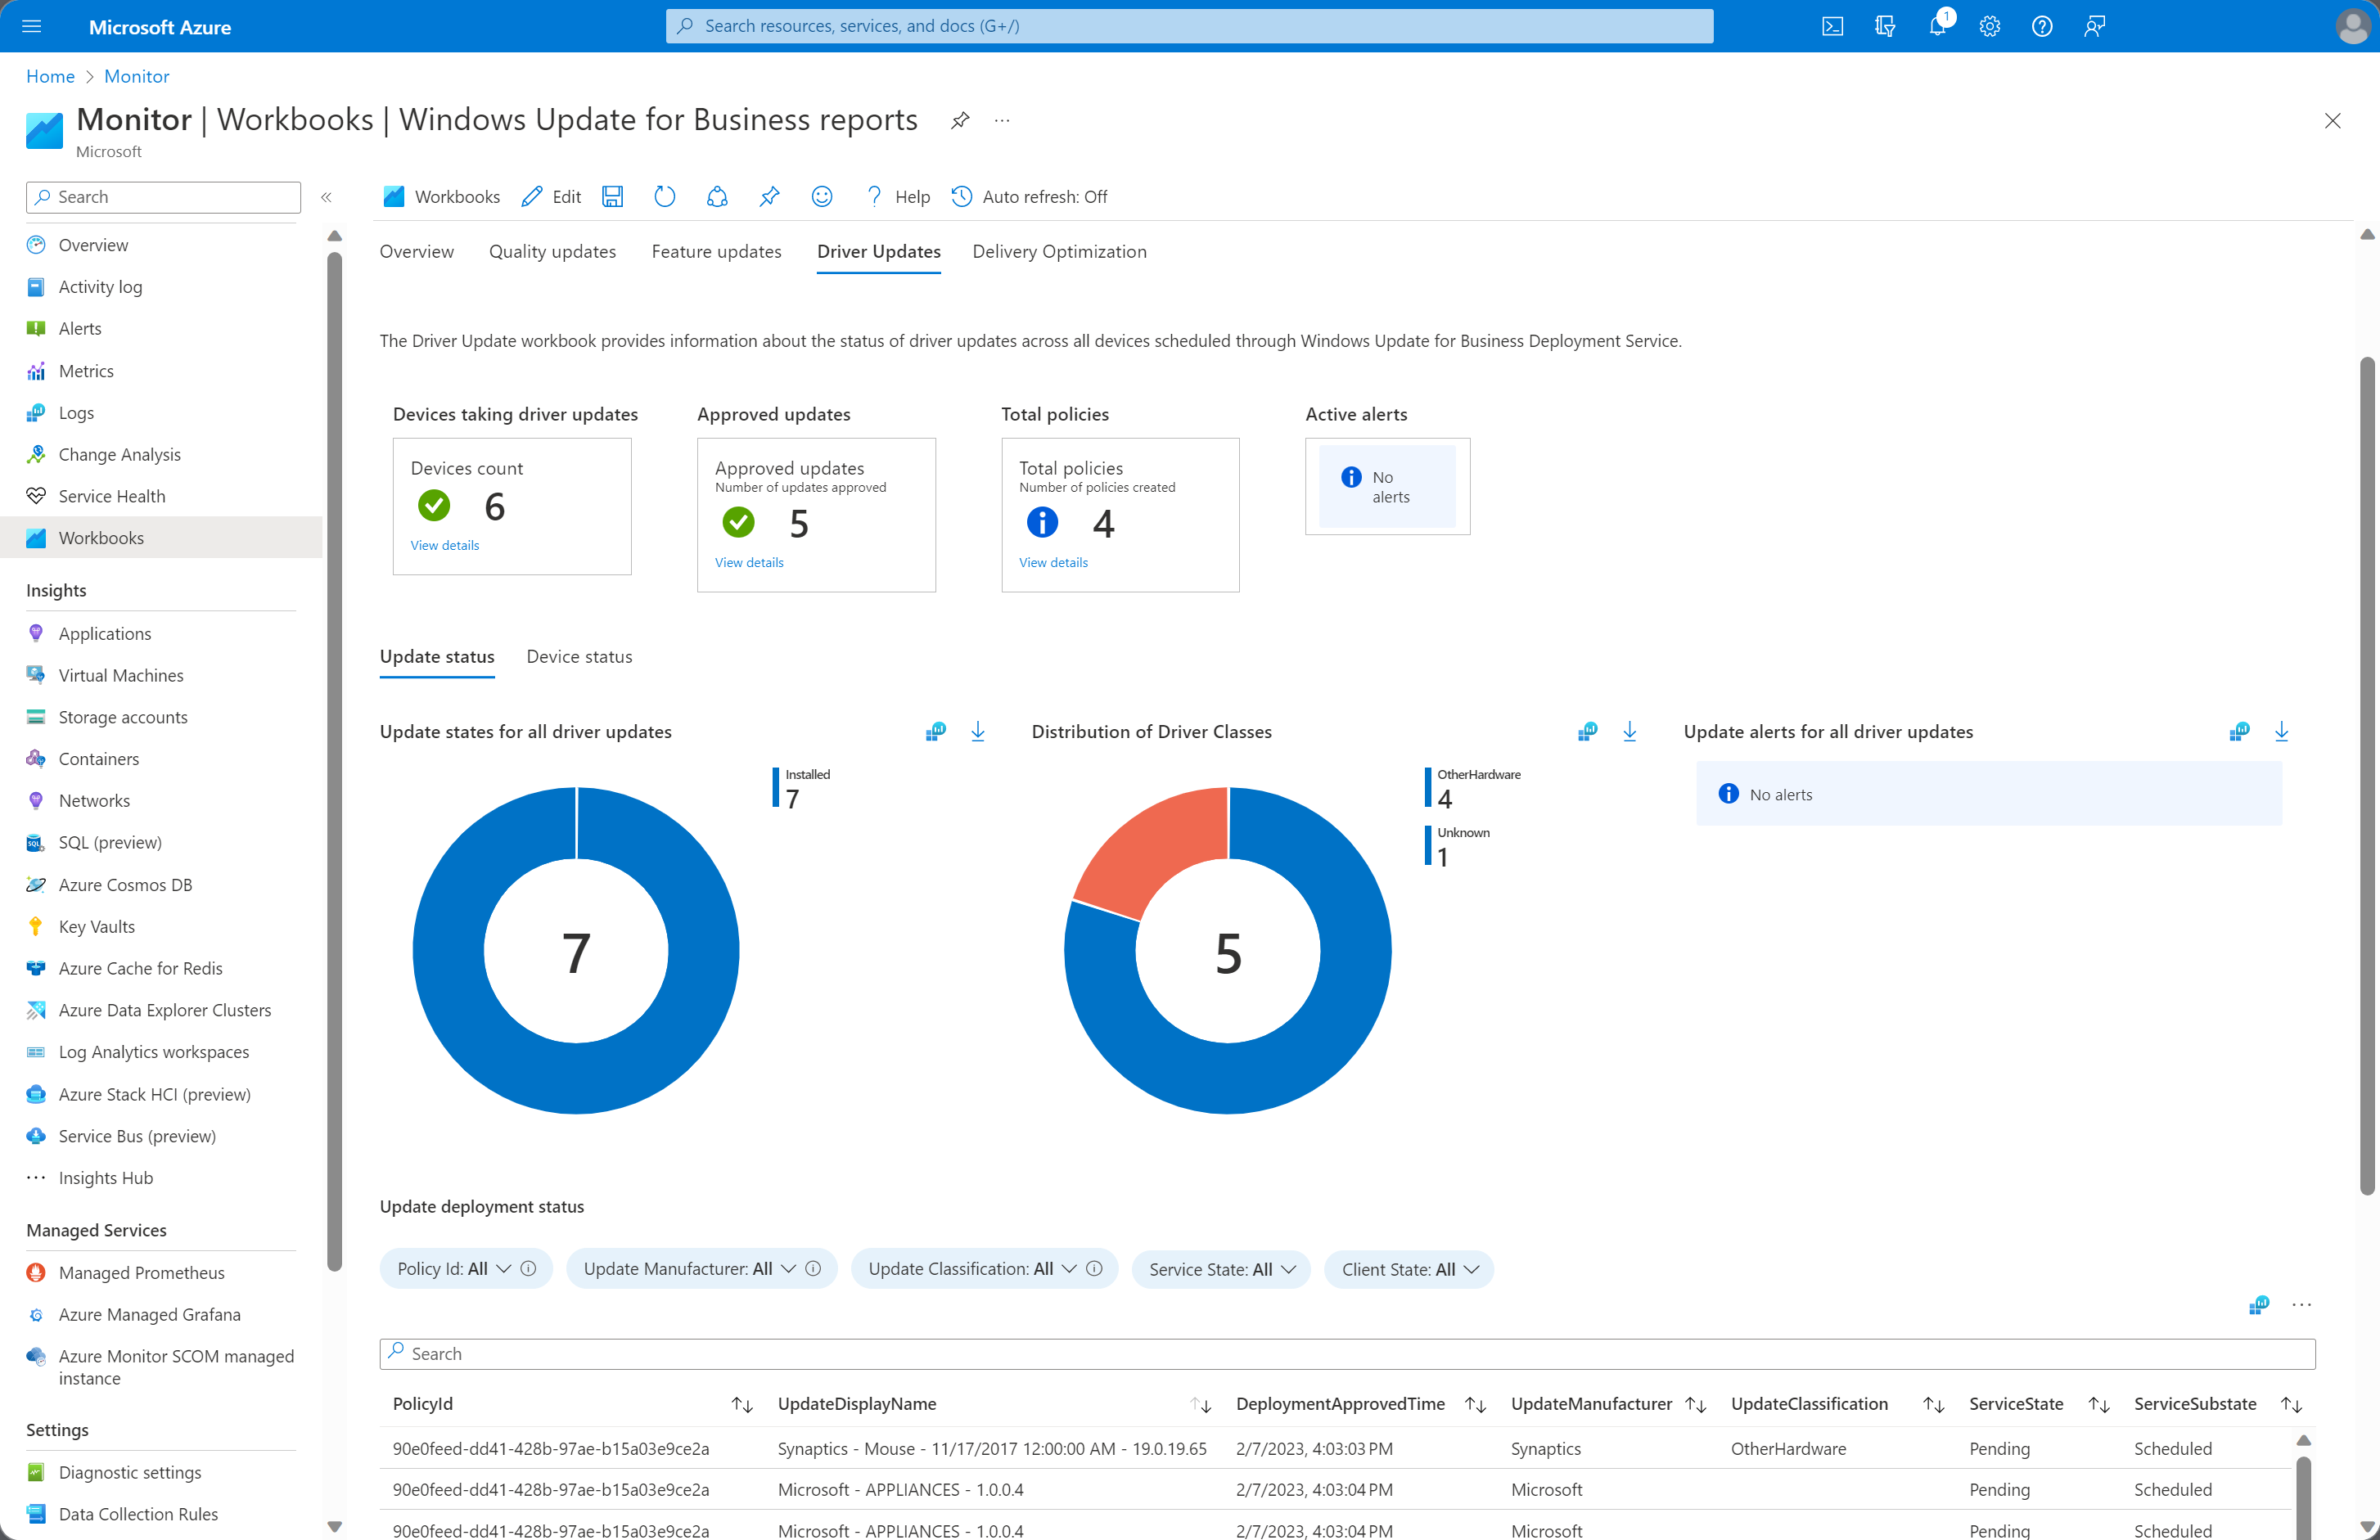 Microsoft Azure
Search resources, services, and docs (G+/)
1
Home
Monitor
Monitor | Workbooks | Windows Update for Business reports
Microsoft
Search
Overview
Activity log
Alerts
Metrics
Logs
Change Analysis
Service Health
Workbooks
Insights
Applications
Virtual Machines
Storage accounts
Containers
Networks
SQL (preview)
Azure Cosmos DB
Key Vaults
Azure Cache for Redis
Azure Data Explorer Clusters
Log Analytics workspaces
Azure Stack HCI (preview)
Service Bus (preview)
Insights Hub
Managed Services
Managed Prometheus
Azure Managed Grafana
Azure Monitor SCOM managed
instance
Settings
Diagnostic settings
Data Collection Rules
Workbooks Edit Help Auto refresh: Off
Overview Quality updates Feature updates Driver Updates Delivery Optimization
The Driver Update workbook provides information about the status of driver updates across all devices scheduled through Windows Update for Business Deployment Service.
Devices taking driver updates
Devices count
6
View details
Approved updates
Approved updates
Number of updates approved
5
View details
Total policies
Total policies
Number of policies created
4
View details
Active alerts
No
alerts
Update status Device status
Update states for all driver updates
Installed
7
7
Distribution of Driver Classes
OtherHardware
4
Unknown
1
5
Update alerts for all driver updates
No alerts
Update deployment status
Policy Id: All Update Manufacturer: All Update Classification: All Service State: All Client State: All
Search
PolicyId UpdateDisplayName DeploymentApprovedTime UpdateManufacturer UpdateClassification ServiceState ServiceSubstate
90e0feed-dd41-428b-97ae-b15a03e9ce2a Synaptics - Mouse - 11/17/2017 12:00:00 AM - 19.0.19.65 2/7/2023, 4:03:03 PM Synaptics OtherHardware Pending Scheduled
90e0feed-dd41-428b-97ae-b15a03e9ce2a Microsoft - APPLIANCES - 1.0.0.4 2/7/2023, 4:03:04 PM Microsoft Pending Scheduled
90e0feed-dd41-428b-97ae-b15a03e9ce2a Microsoft - APPLIANCES - 1.0.0.4 2/7/2023, 4:03:04 PM Microsoft Pending Scheduled